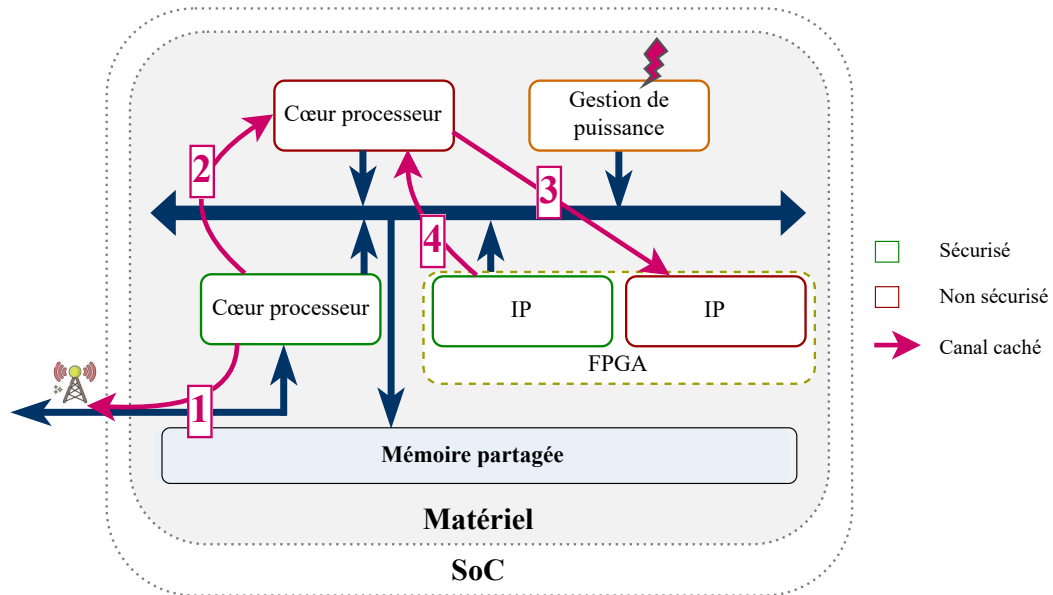 Cœur processeur
Gestion de
puissance
2
3
4
Cœur processeur
IP
IP
FPGA
1
Mémoire partagée
Matériel
SoC
Sécurisé
Non sécurisé
Canal caché